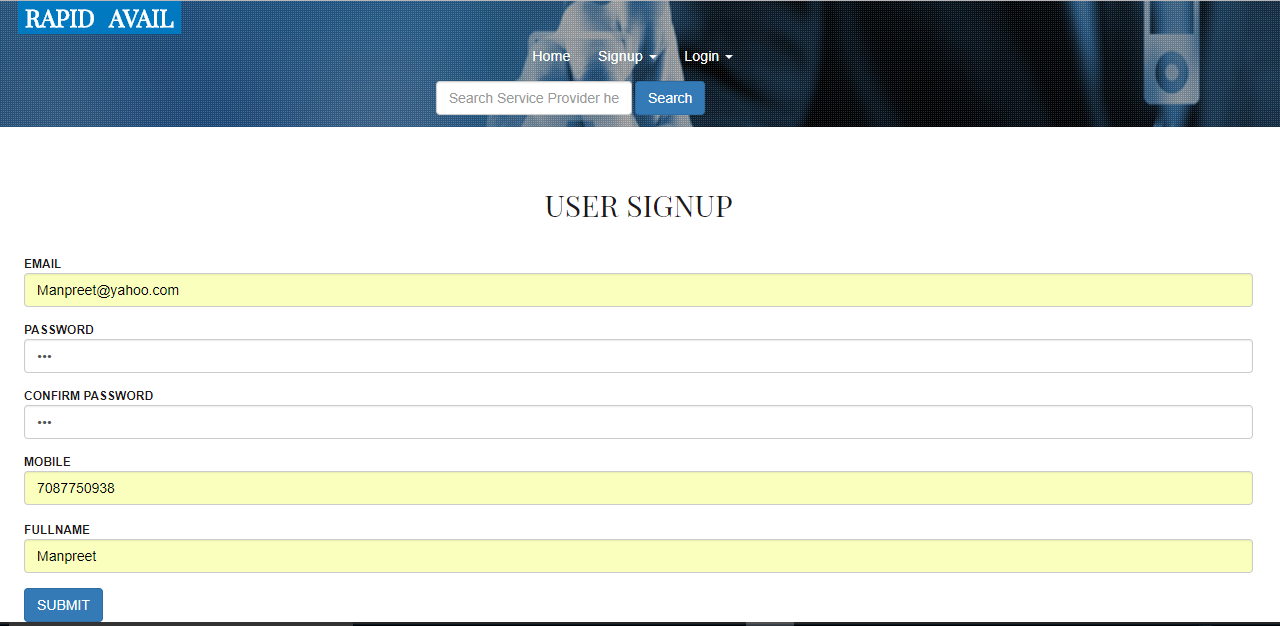 RAPID AVAIL
Home Signup Login
Search Service Provider he Search
USER SIGNUP
EMAIL
Manpreet@yahoo.com
PASSWORD
•••
CONFIRM PASSWORD
•••
MOBILE
7087750938
FULLNAME
Manpreet
SUBMIT